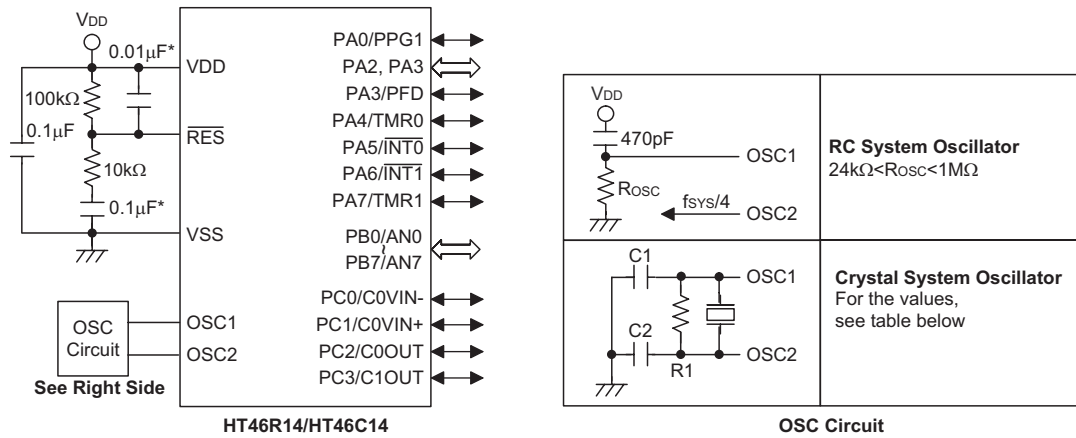 VDD
0.01μF*
100kΩ
0.1μF
10kΩ
0.1μF*
VDD
RES
VSS
OSC1
OSC2
OSC
Circuit
See Right Side
PA0/PPG1
PA2, PA3
PA3/PFD
PA4/TMR0
PA5/INT0
PA6/INT1
PA7/TMR1
PB0/AN0
~
PB7/AN7
PC0/C0VIN-
PC1/C0VIN+
PC2/C0OUT
PC3/C1OUT
HT46R14/HT46C14
VDD
470pF
OSC1
ROSC
fSYS/4
OSC2
RC System Oscillator
24kΩ<ROSC<1MΩ
C1
OSC1
C2
R1
OSC2
Crystal System Oscillator
For the values,
see table below
OSC Circuit